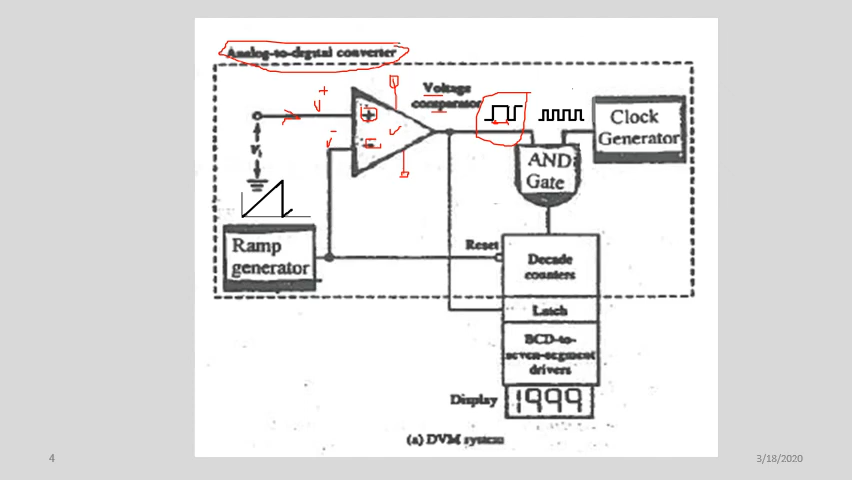 Analog-to-digital converter
Voltage
comparator
V+
+
V-
-
Vi
Clock
Generator
AND
Gate
Ramp
generator
Reset
Decade
counters
Latch
BCD-to-
seven-segment
drivers
Display
1999
(a) DVM system
4
3/18/2020